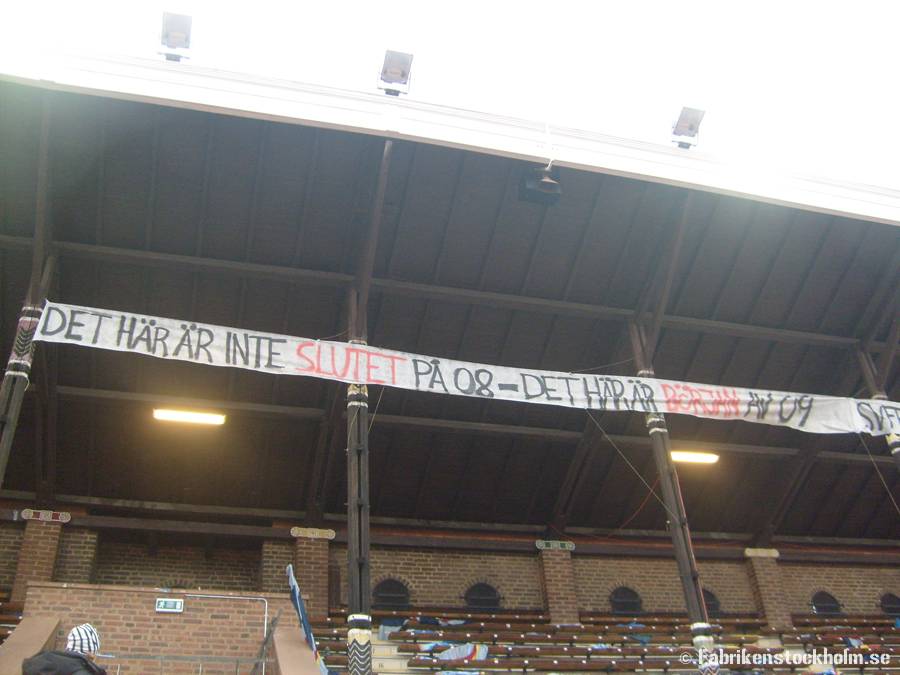 DET HÄR ÄR INTE SLUTET PÅ 08 - DET HÄR ÄR BÖRJAN AV 09
© Fabrikenstockholm.se